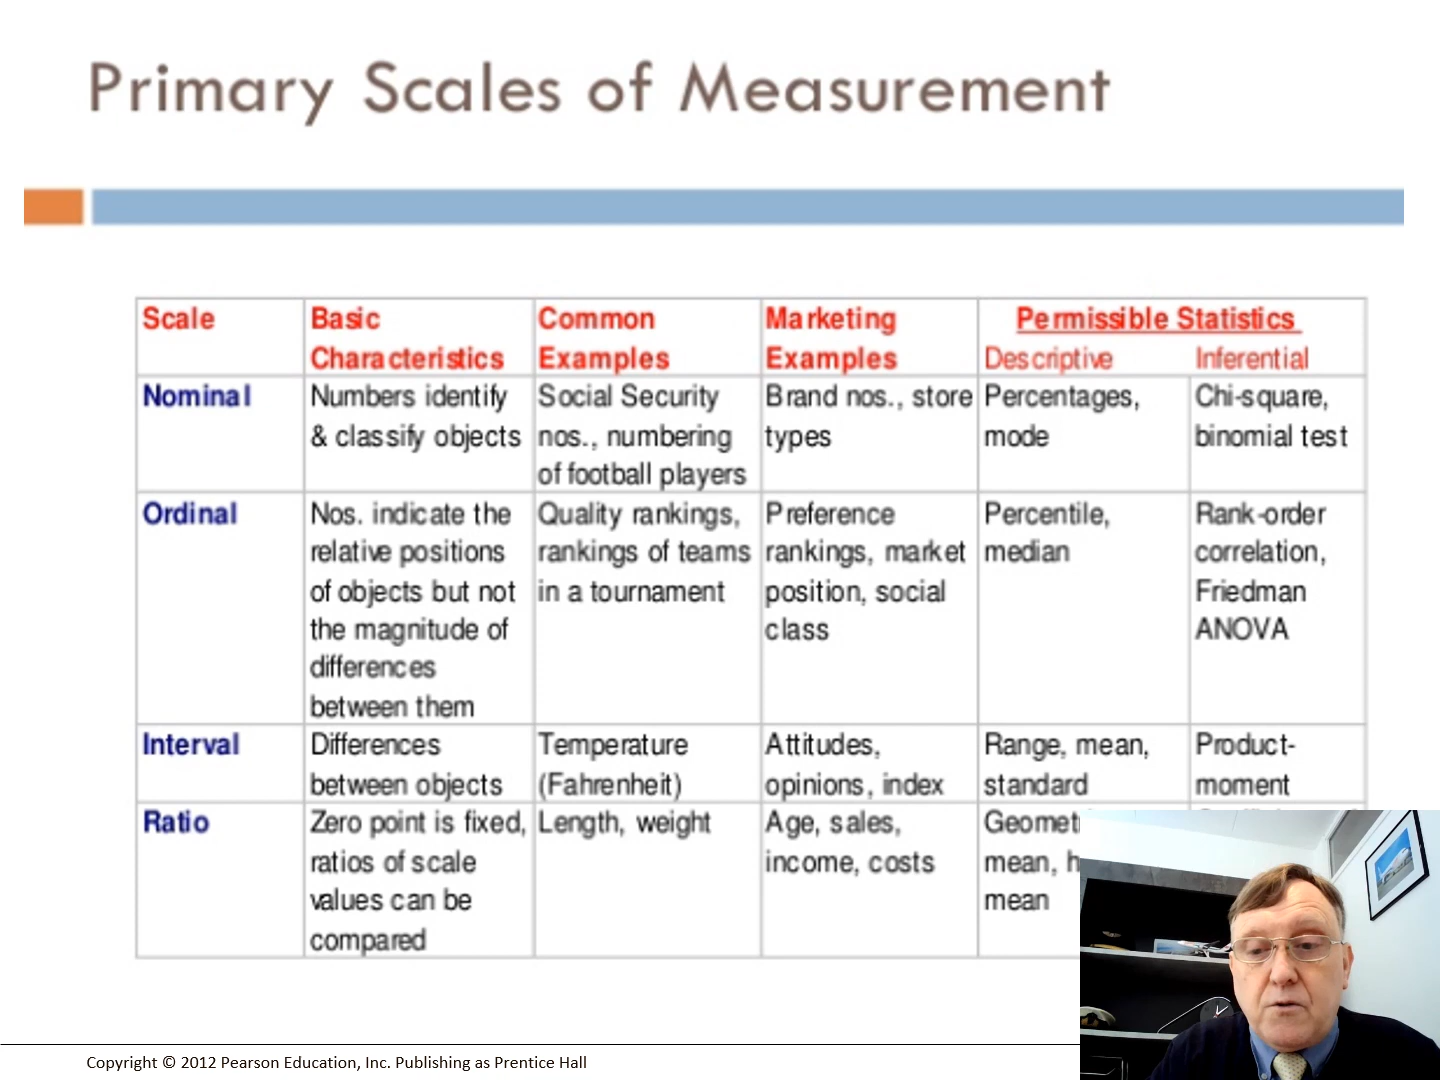 Primary Scales of Measurement
Scale
Basic
Characteristics
Common
Examples
Marketing
Examples
Permissible Statistics
Descriptive
Inferential
Nominal
Numbers identify
& classify objects
Social Security
nos., numbering
of football players
Brand nos., store
types
Percentages,
mode
Chi-square,
binomial test
Ordinal
Nos. indicate the
relative positions
of objects but not
the magnitude of
differences
between them
Quality rankings,
rankings of teams
in a tournament
Preference
rankings, market
position, social
class
Percentile,
median
Rank-order
correlation,
Friedman
ANOVA
Interval
Differences
between objects
Temperature
(Fahrenheit)
Attitudes,
opinions, index
Range, mean,
standard
Product-
moment
Ratio
Zero point is fixed,
ratios of scale
values can be
compared
Length, weight
Age, sales,
income, costs
Geomet
mean, h
mean
Copyright © 2012 Pearson Education, Inc. Publishing as Prentice Hall